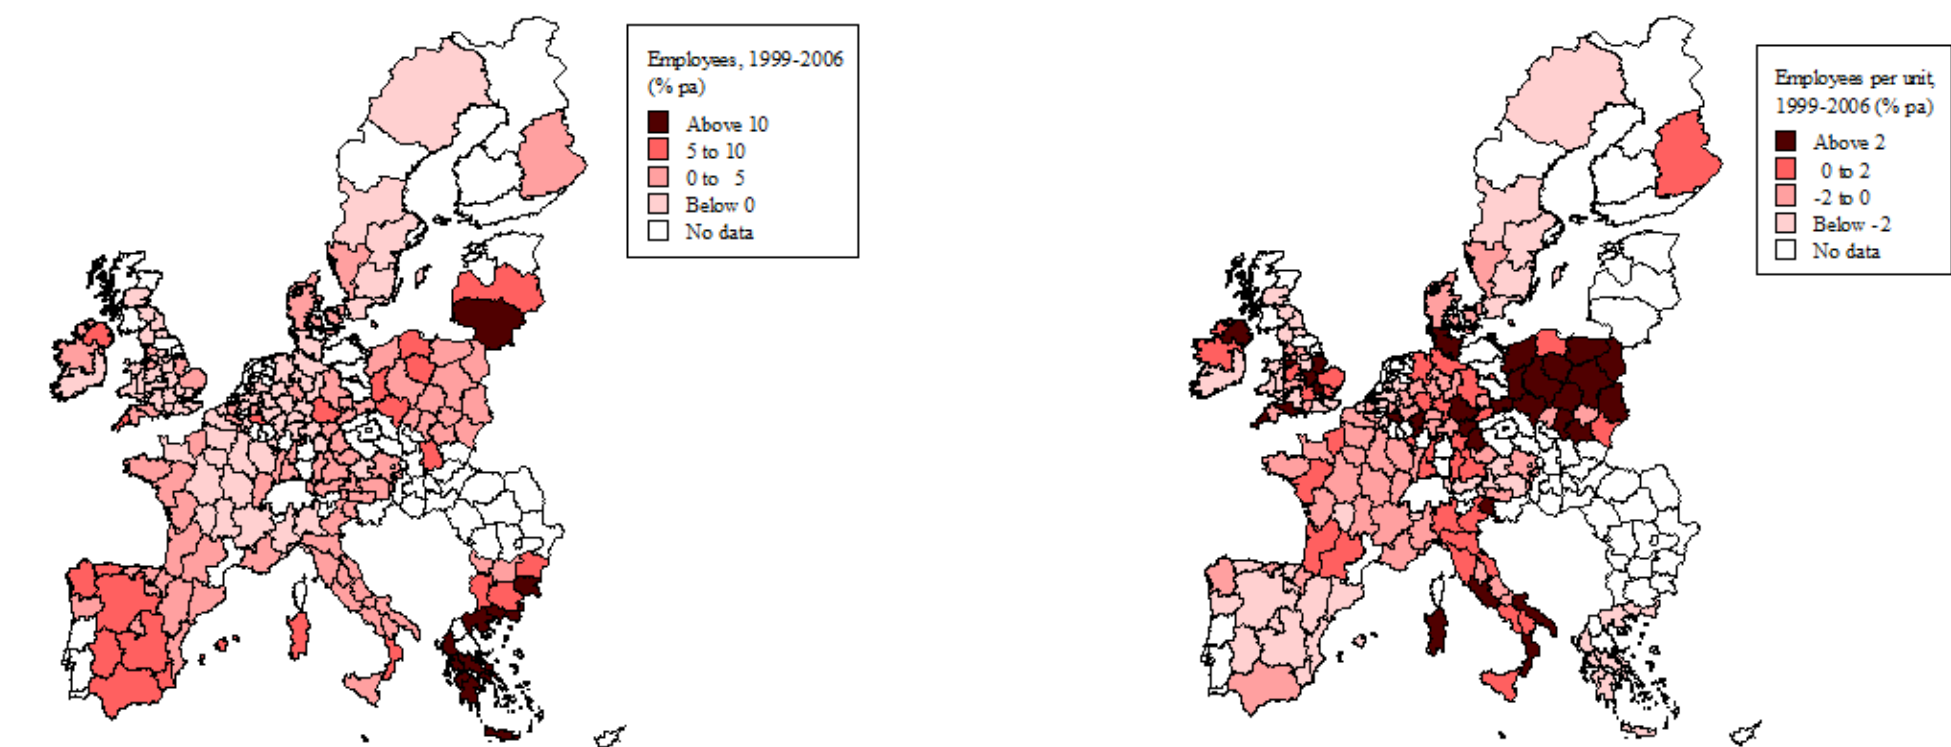 Employees, 1999-2006
(% pa)
Above 10
5 to 10
0 to 5
Below 0
No data
Employees per unit,
1999-2006 (% pa)
Above 2
0 to 2
-2 to 0
Below -2
No data